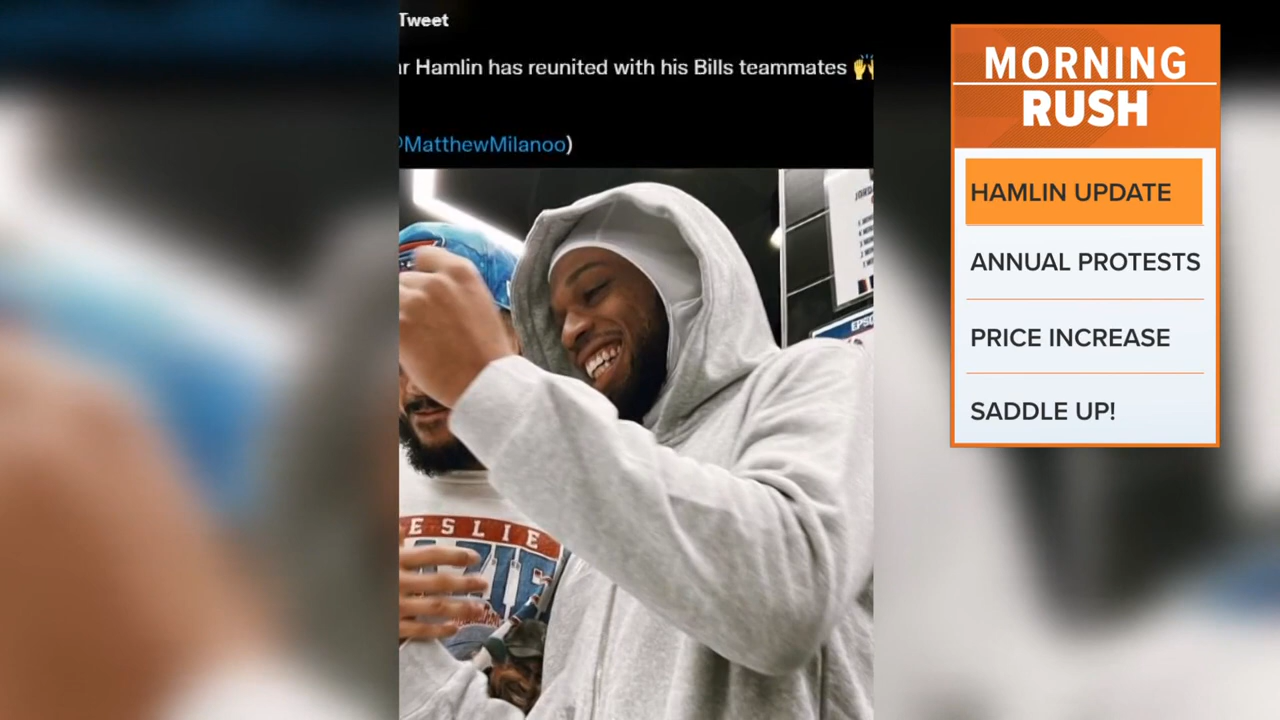 Tweet
ar Hamlin has reunited with his Bills teammates 🙌
@MatthewMilanoo)
MORNING
RUSH
HAMLIN UPDATE
ANNUAL PROTESTS
PRICE INCREASE
SADDLE UP!
ESLIE